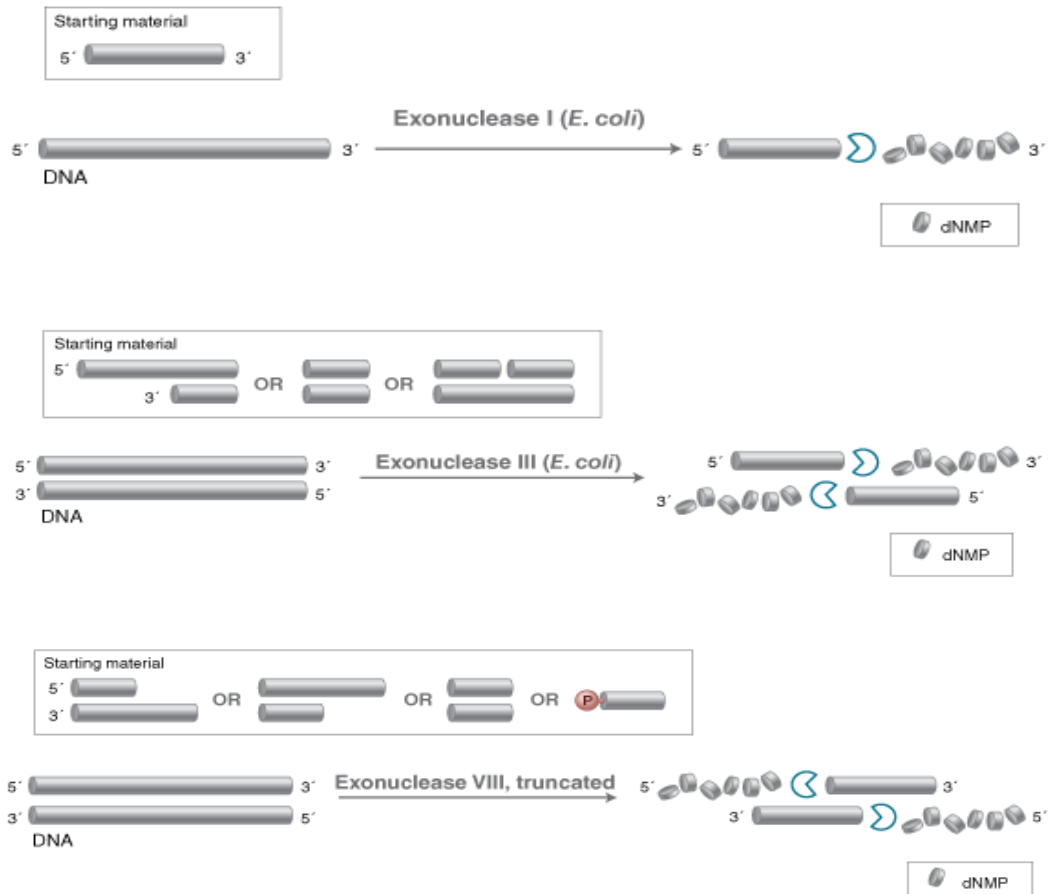 Starting material
5´ 3´
Exonuclease I (E. coli)
5´ 3´ 5´ 3´
DNA
dNMP
Starting material
5´
OR OR
3´
Exonuclease III (E. coli)
5´ 3´ 5´ 3´
3´ 5´ 3´ 5´
DNA
dNMP
Starting material
5´
OR OR OR P
3´
Exonuclease VIII, truncated
5´ 3´ 5´ 3´
3´ 5´ 3´ 5´
DNA
dNMP